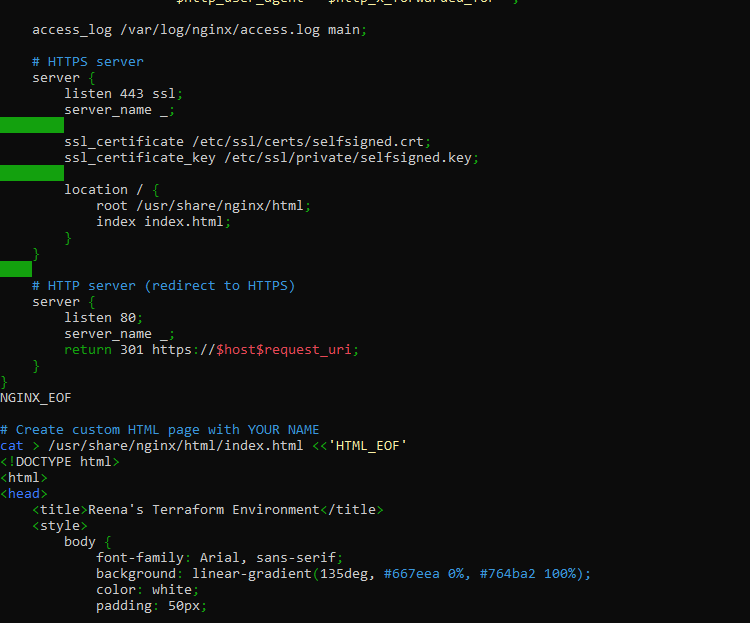 $http_user_agent" "$http_x_forwarded_for"';
    access_log /var/log/nginx/access.log main;
    # HTTPS server
    server {
        listen 443 ssl;
        server_name _;
        ssl_certificate /etc/ssl/certs/selfsigned.crt;
        ssl_certificate_key /etc/ssl/private/selfsigned.key;
        location / {
            root /usr/share/nginx/html;
            index index.html;
        }
    }
    # HTTP server (redirect to HTTPS)
    server {
        listen 80;
        server_name _;
        return 301 https://$host$request_uri;
    }
}
NGINX_EOF
# Create custom HTML page with YOUR NAME
cat > /usr/share/nginx/html/index.html <<'HTML_EOF'
<!DOCTYPE html>
<html>
<head>
    <title>Reena's Terraform Environment</title>
    <style>
        body {
            font-family: Arial, sans-serif;
            background: linear-gradient(135deg, #667eea 0%, #764ba2 100%);
            color: white;
            padding: 50px;